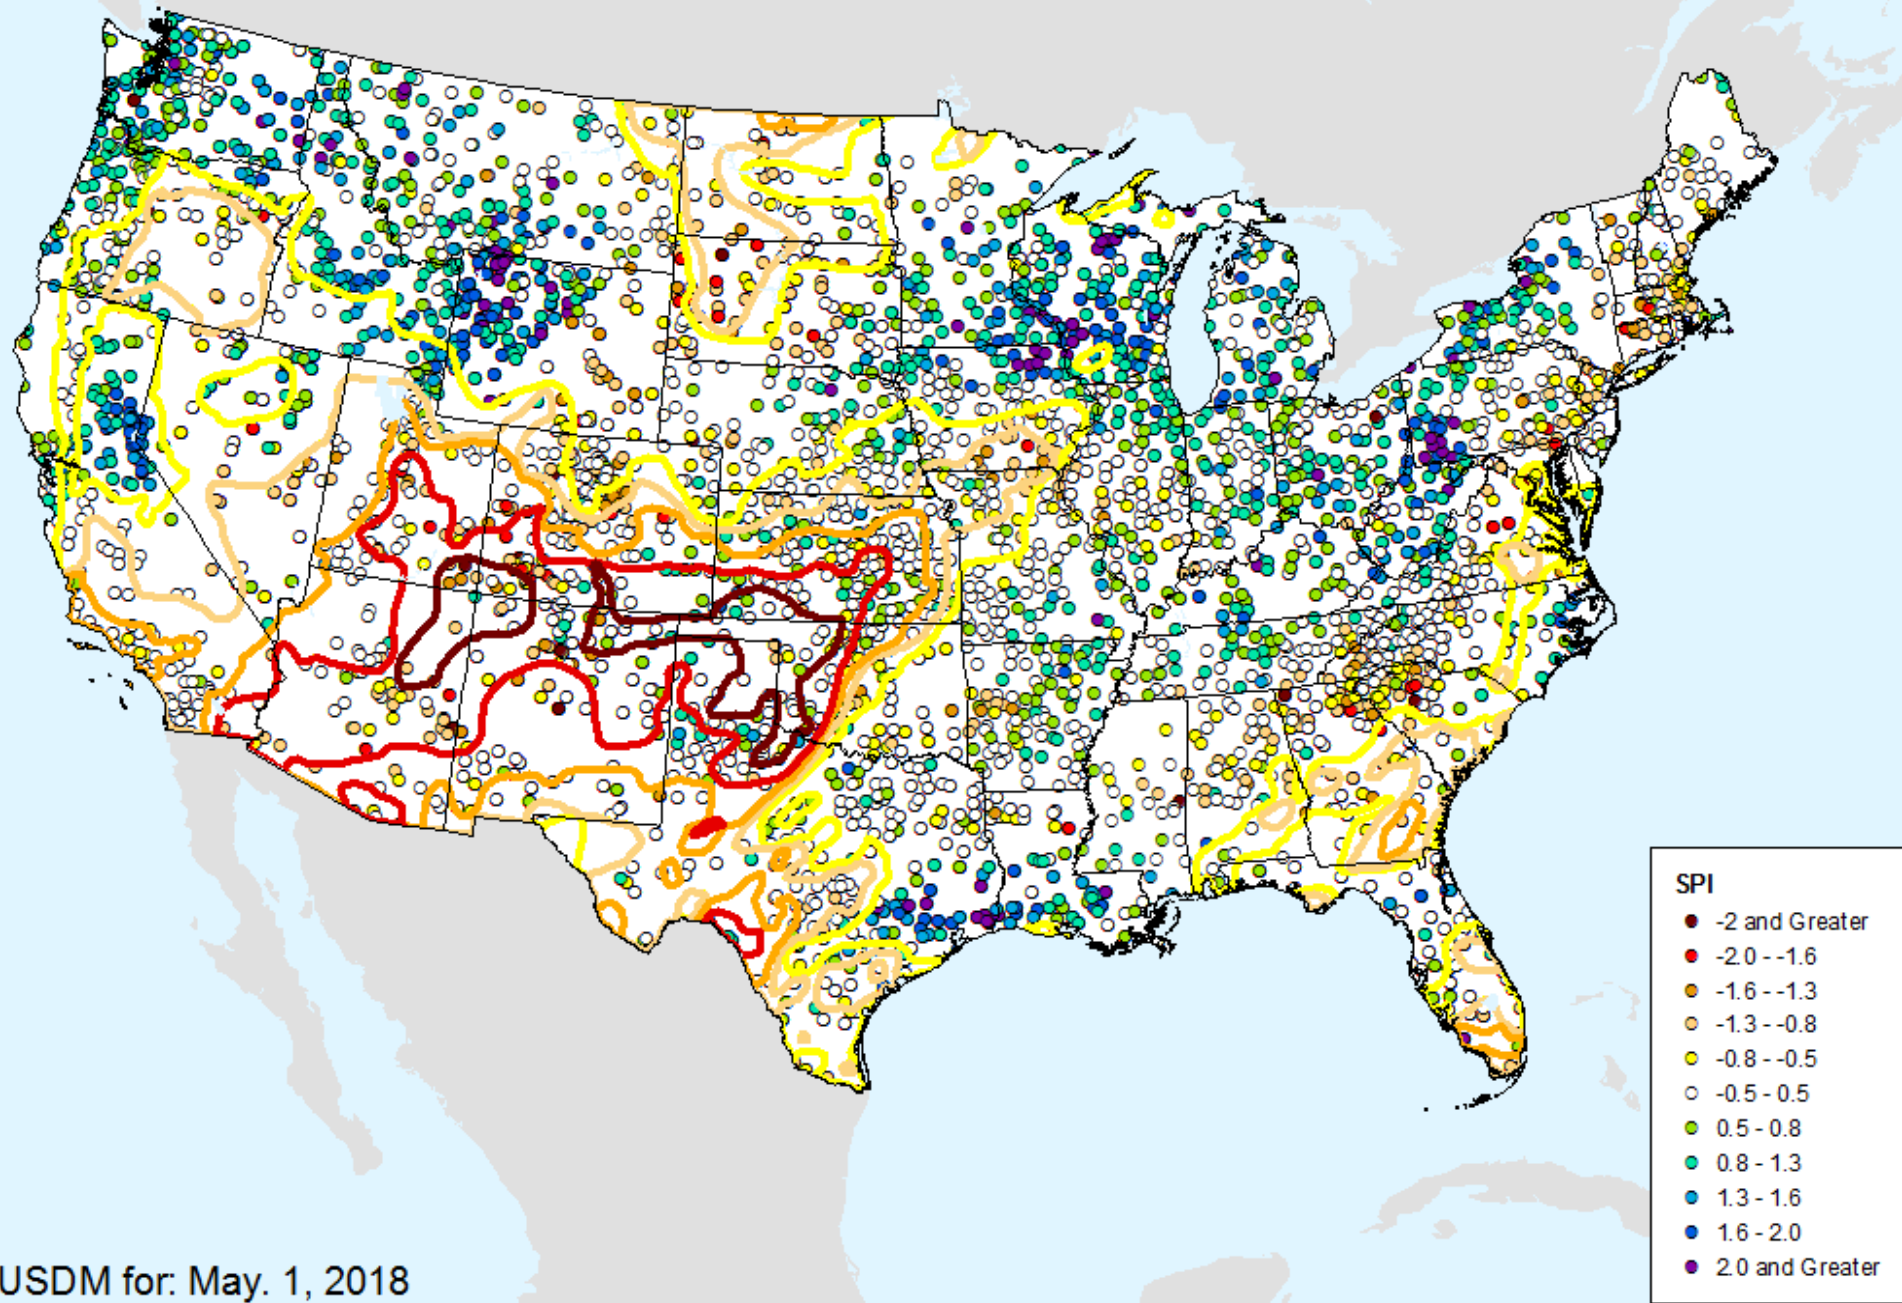 SPI
-2 and Greater
-2.0 - -1.6
-1.6 - -1.3
-1.3 - -0.8
-0.8 - -0.5
-0.5 - 0.5
0.5 - 0.8
0.8 - 1.3
1.3 - 1.6
1.6 - 2.0
2.0 and Greater
USDM for: May. 1, 2018